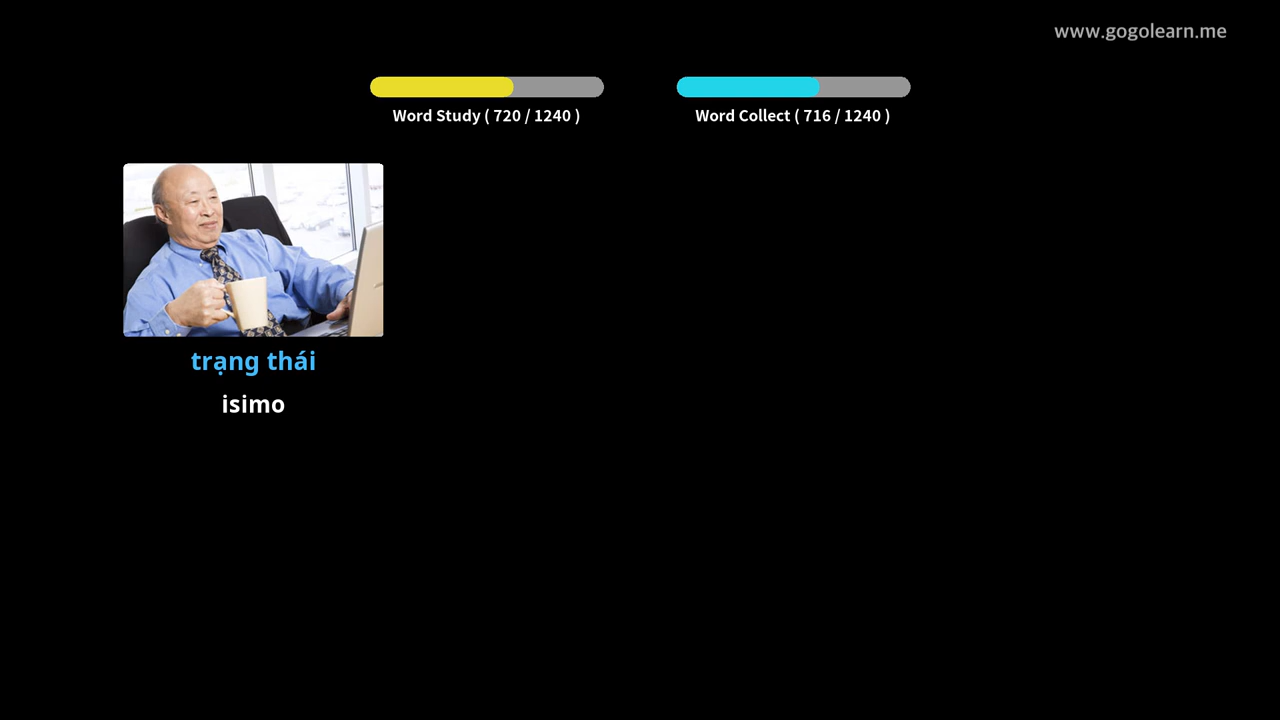 www.gogolearn.me
Word Study ( 720 / 1240 )
Word Collect ( 716 / 1240 )
trạng thái
isimo